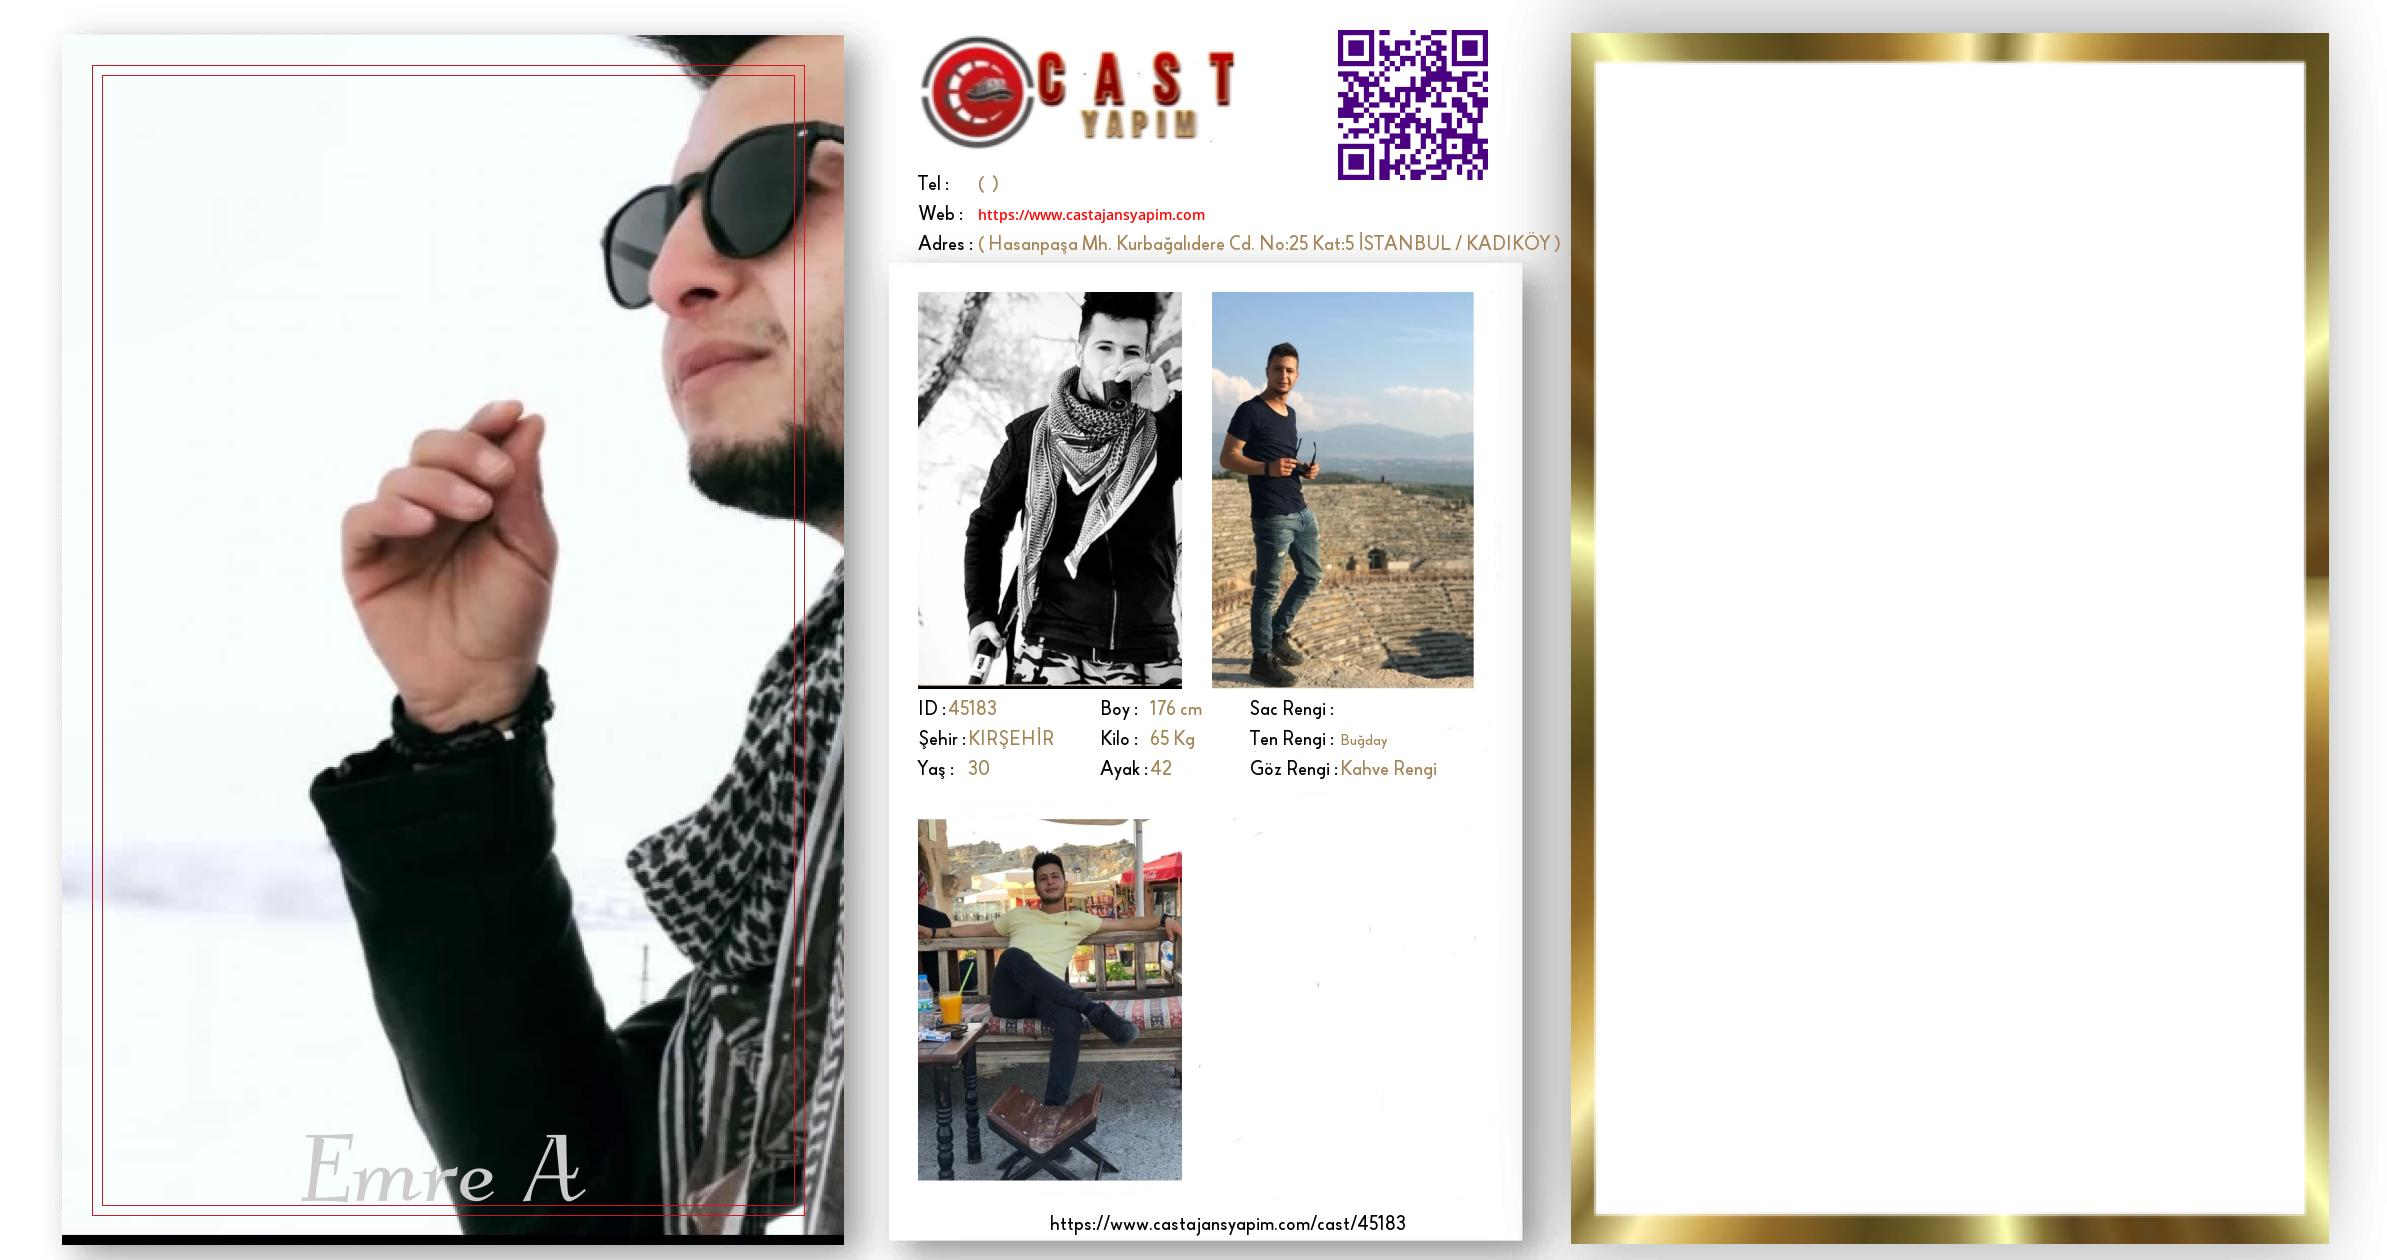 CAST
YAPIM
Tel : ( )
Web : https://www.castajansyapim.com
Adres : ( Hasanpaşa Mh. Kurbağalıdere Cd. No:25 Kat:5 İSTANBUL / KADIKÖY )
ID : 45183 Boy : 176 cm Sac Rengi :
Şehir : KIRŞEHİR Kilo : 65 Kg Ten Rengi : Buğday
Yaş : 30 Ayak : 42 Göz Rengi : Kahve Rengi
Emre A
https://www.castajansyapim.com/cast/45183